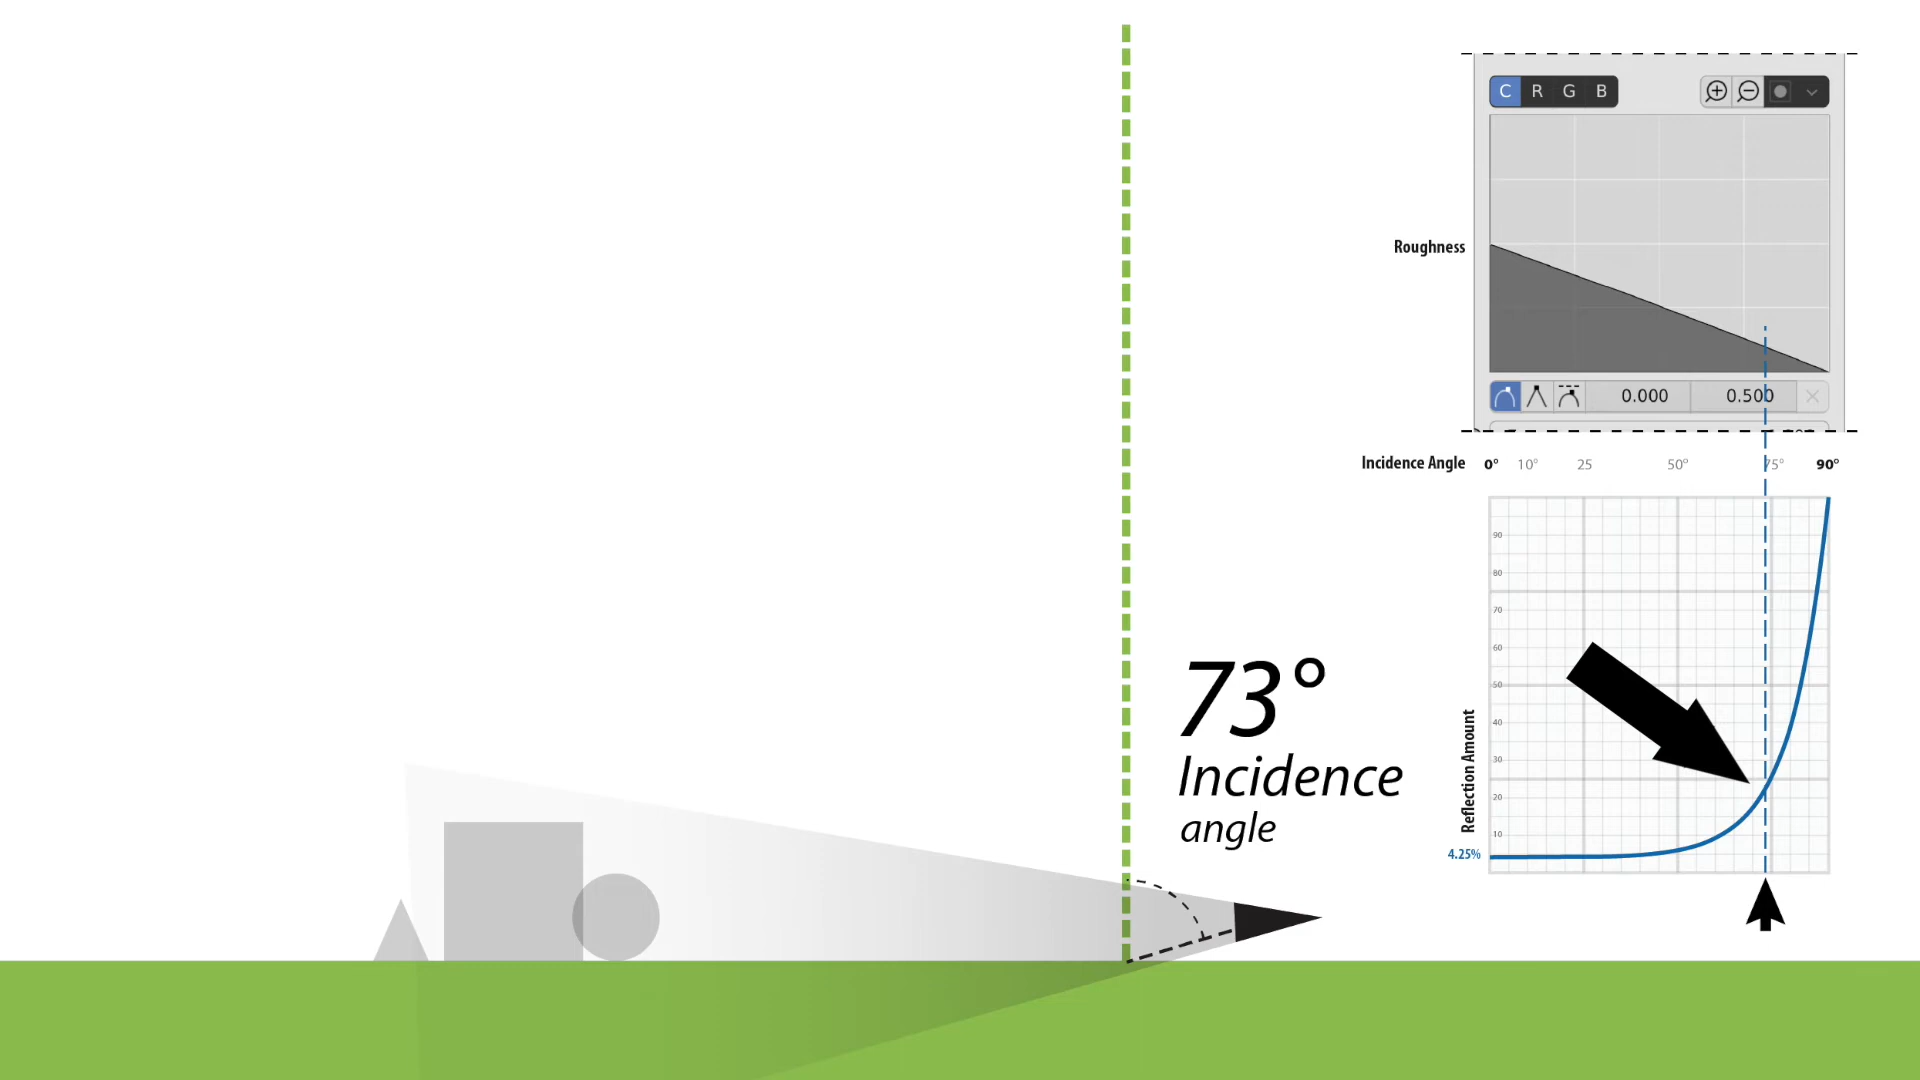 C R G B
Roughness
0.000 0.500
Incidence Angle 0° 10° 25 50° 75° 90°
90
80
70
60
50
40
30
20
10
Reflection Amount
4.25%
73°
Incidence
angle